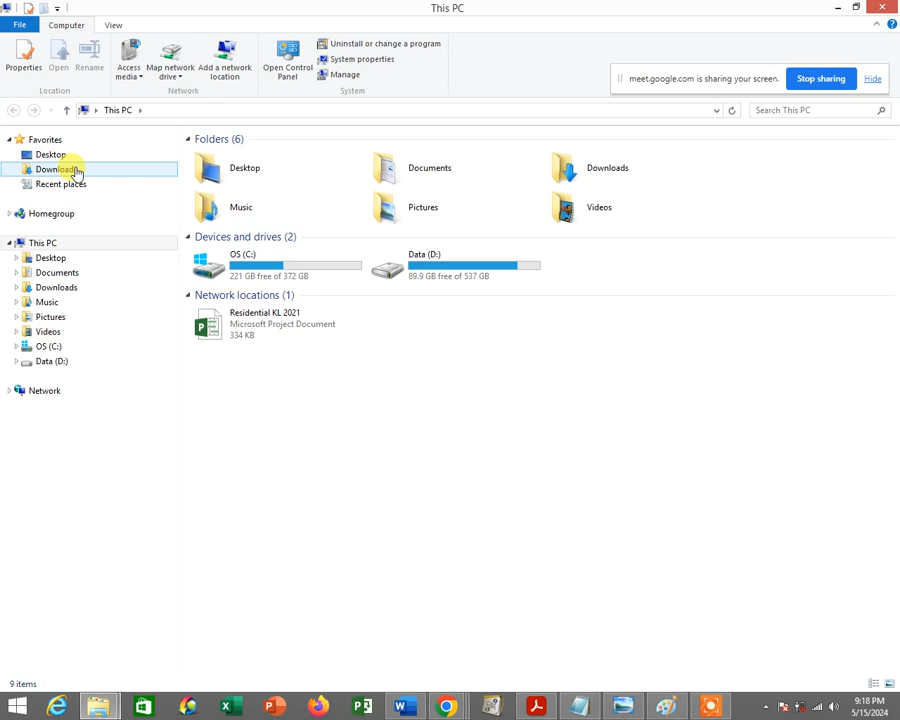 This PC
File Computer View
Properties Open Rename Access media Map network drive Add a network location Open Control Panel Uninstall or change a program
System properties
Manage
Location Network System
meet.google.com is sharing your screen. Stop sharing Hide
This PC Search This PC
Favorites
Desktop
Downloads
Recent places
Homegroup
This PC
Desktop
Documents
Downloads
Music
Pictures
Videos
OS (C:)
Data (D:)
Network
Folders (6)
Desktop Documents Downloads
Music Pictures Videos
Devices and drives (2)
OS (C:) Data (D:)
221 GB free of 372 GB 89.9 GB free of 537 GB
Network locations (1)
Residential KL 2021
Microsoft Project Document
334 KB
9 items
9:18 PM
5/15/2024